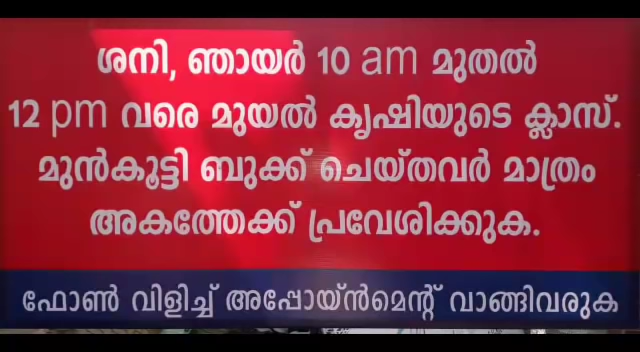 ശനി, ഞായർ 10 am മുതൽ
12 pm വരെ മുയൽ കൃഷിയുടെ ക്ലാസ്.
മുൻകൂട്ടി ബുക്ക് ചെയ്തവർ മാത്രം
അകത്തേക്ക് പ്രവേശിക്കുക.
ഫോൺ വിളിച്ച് അപ്പോയ്ൻമെന്റ് വാങ്ങിവരുക